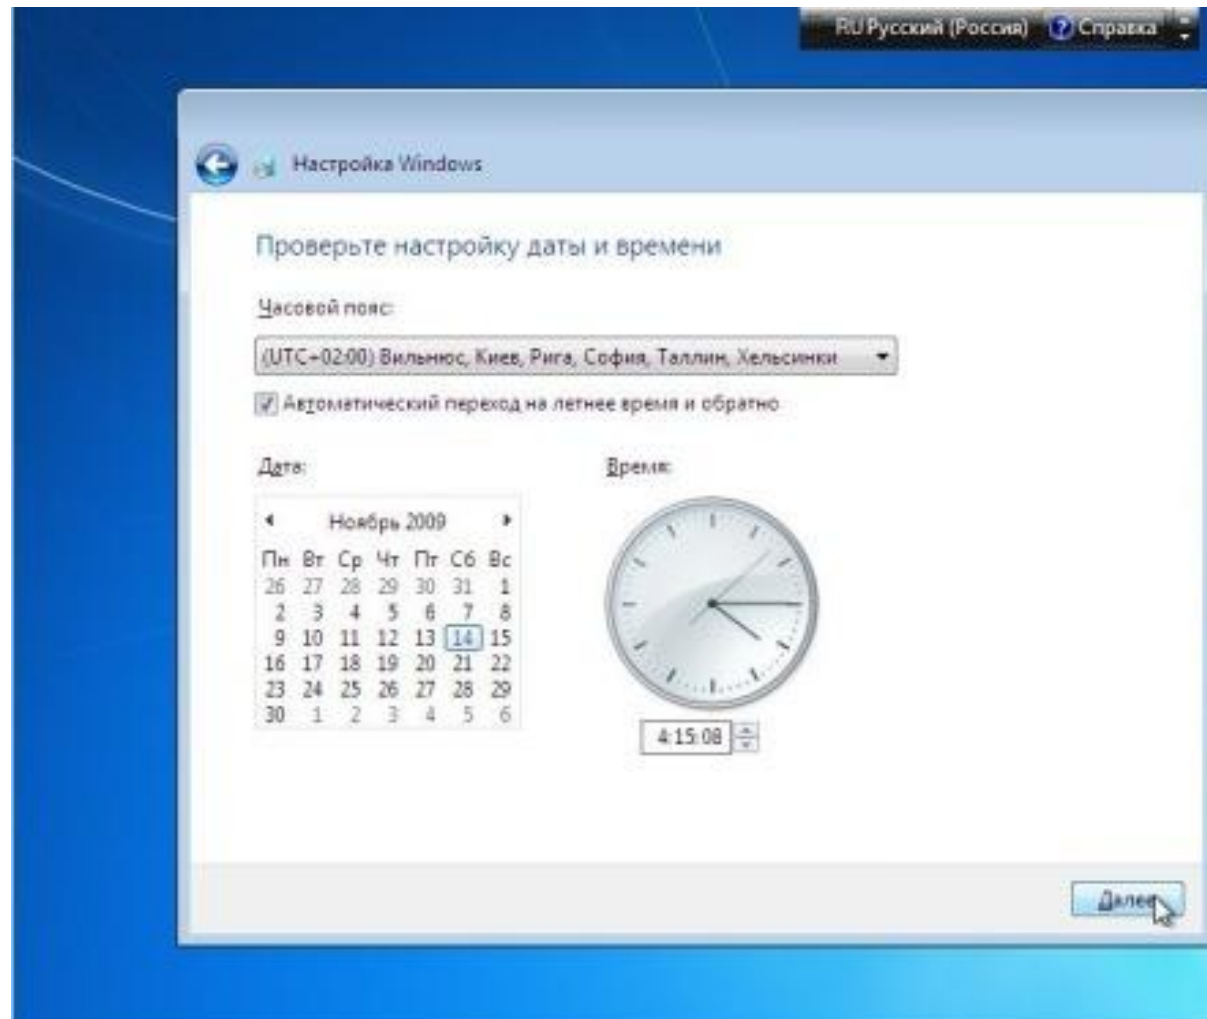 RU Русский (Россия) ? Справка
Настройка Windows
Проверьте настройку даты и времени
Часовой пояс:
(UTC+02:00) Вильнюс, Киев, Рига, София, Таллин, Хельсинки
Автоматический переход на летнее время и обратно
Дата: Время:
Ноябрь 2009
Пн Вт Ср Чт Пт Сб Вс
26 27 28 29 30 31 1
2 3 4 5 6 7 8
9 10 11 12 13 14 15
16 17 18 19 20 21 22
23 24 25 26 27 28 29
30 1 2 3 4 5 6
4:15:08
Далее